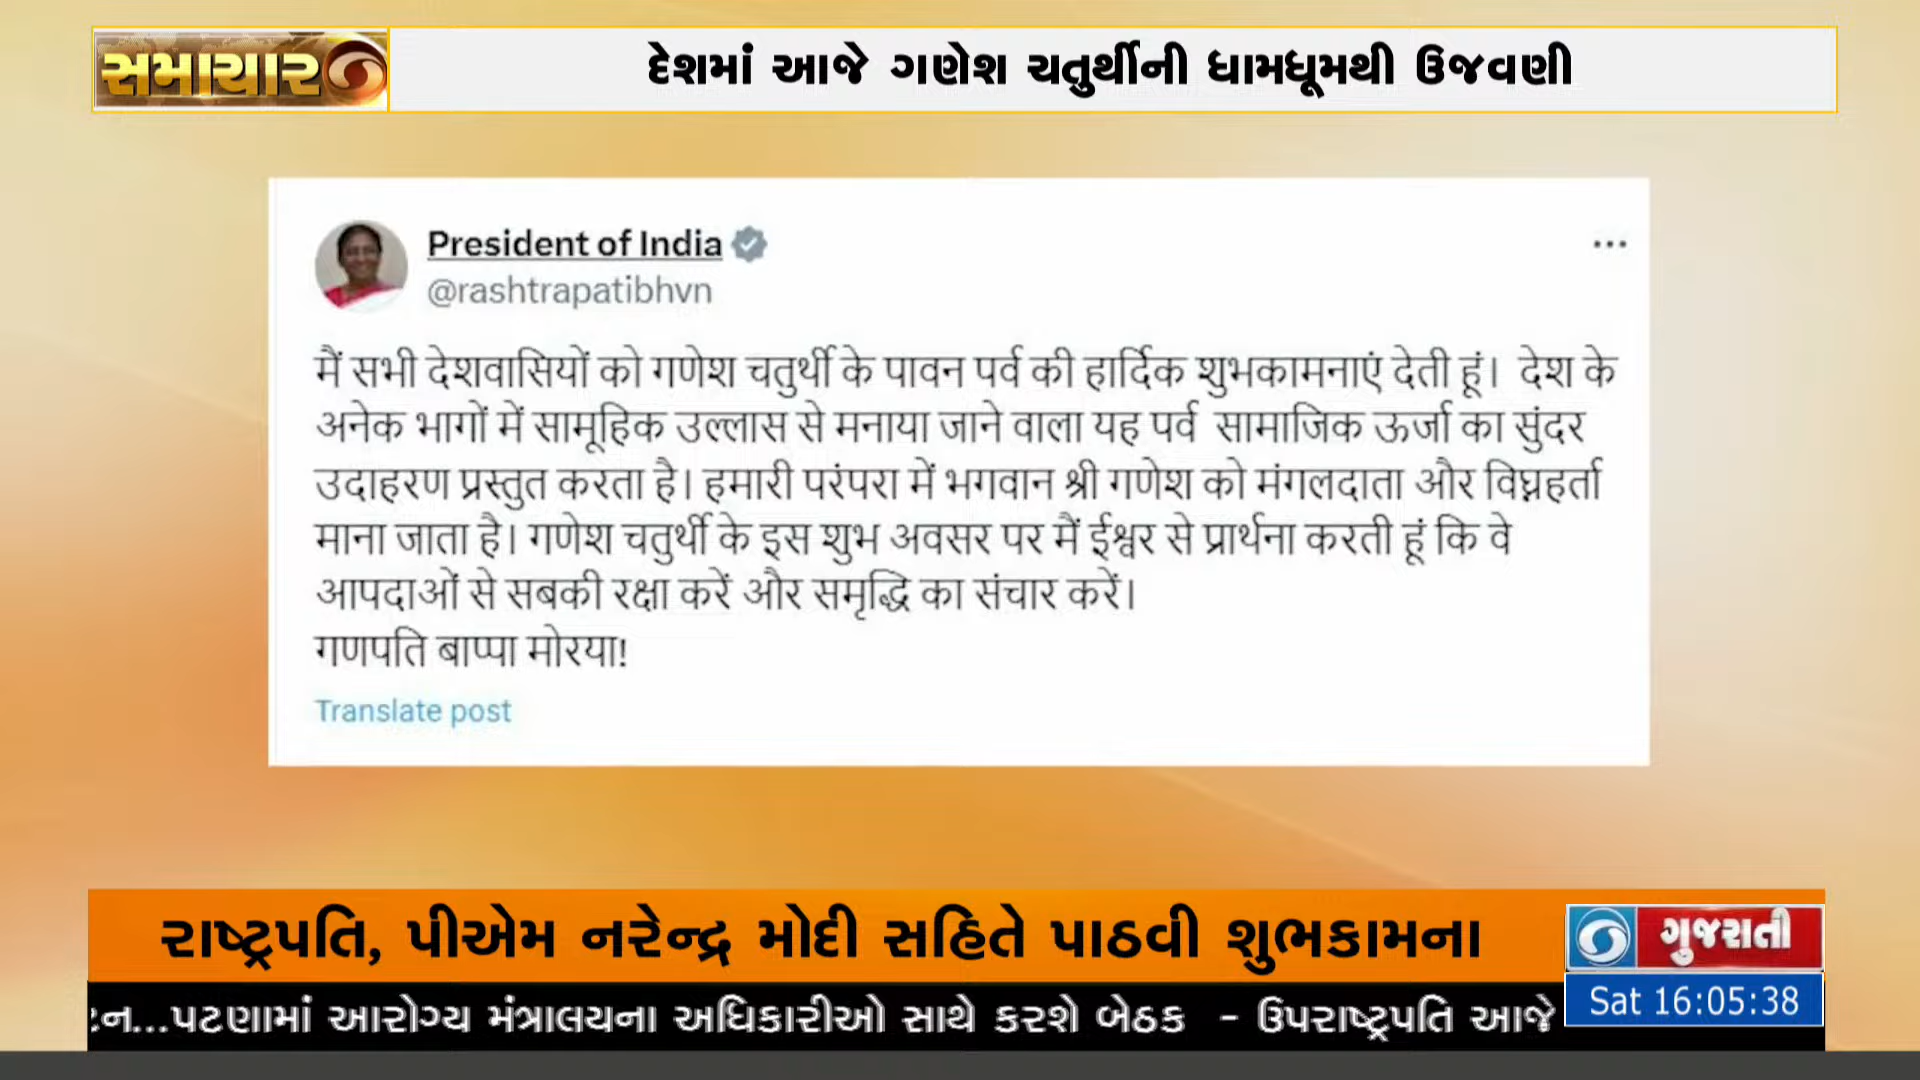 સમાચાર
દેશમાં આજે ગણેશ ચતુર્થીની ધામધૂમથી ઉજવણી
President of India
@rashtrapatibhvn
मैं सभी देशवासियों को गणेश चतुर्थी के पावन पर्व की हार्दिक शुभकामनाएं देती हूं। देश के
अनेक भागों में सामूहिक उल्लास से मनाया जाने वाला यह पर्व सामाजिक ऊर्जा का सुंदर
उदाहरण प्रस्तुत करता है। हमारी परंपरा में भगवान श्री गणेश को मंगलदाता और विघ्नहर्ता
माना जाता है। गणेश चतुर्थी के इस शुभ अवसर पर मैं ईश्वर से प्रार्थना करती हूं कि वे
आपदाओं से सबकी रक्षा करें और समृद्धि का संचार करें।
गणपति बाप्पा मोरया!
Translate post
રાષ્ટ્રપતિ, પીએમ નરેન્દ્ર મોદી સહિતે પાઠવી શુભકામના
ગુજરાતી
...પટણામાં આરોગ્ય મંત્રાલયના અધિકારીઓ સાથે કરશે બેઠક - ઉપરાષ્ટ્રપતિ આજે
Sat 16:05:38